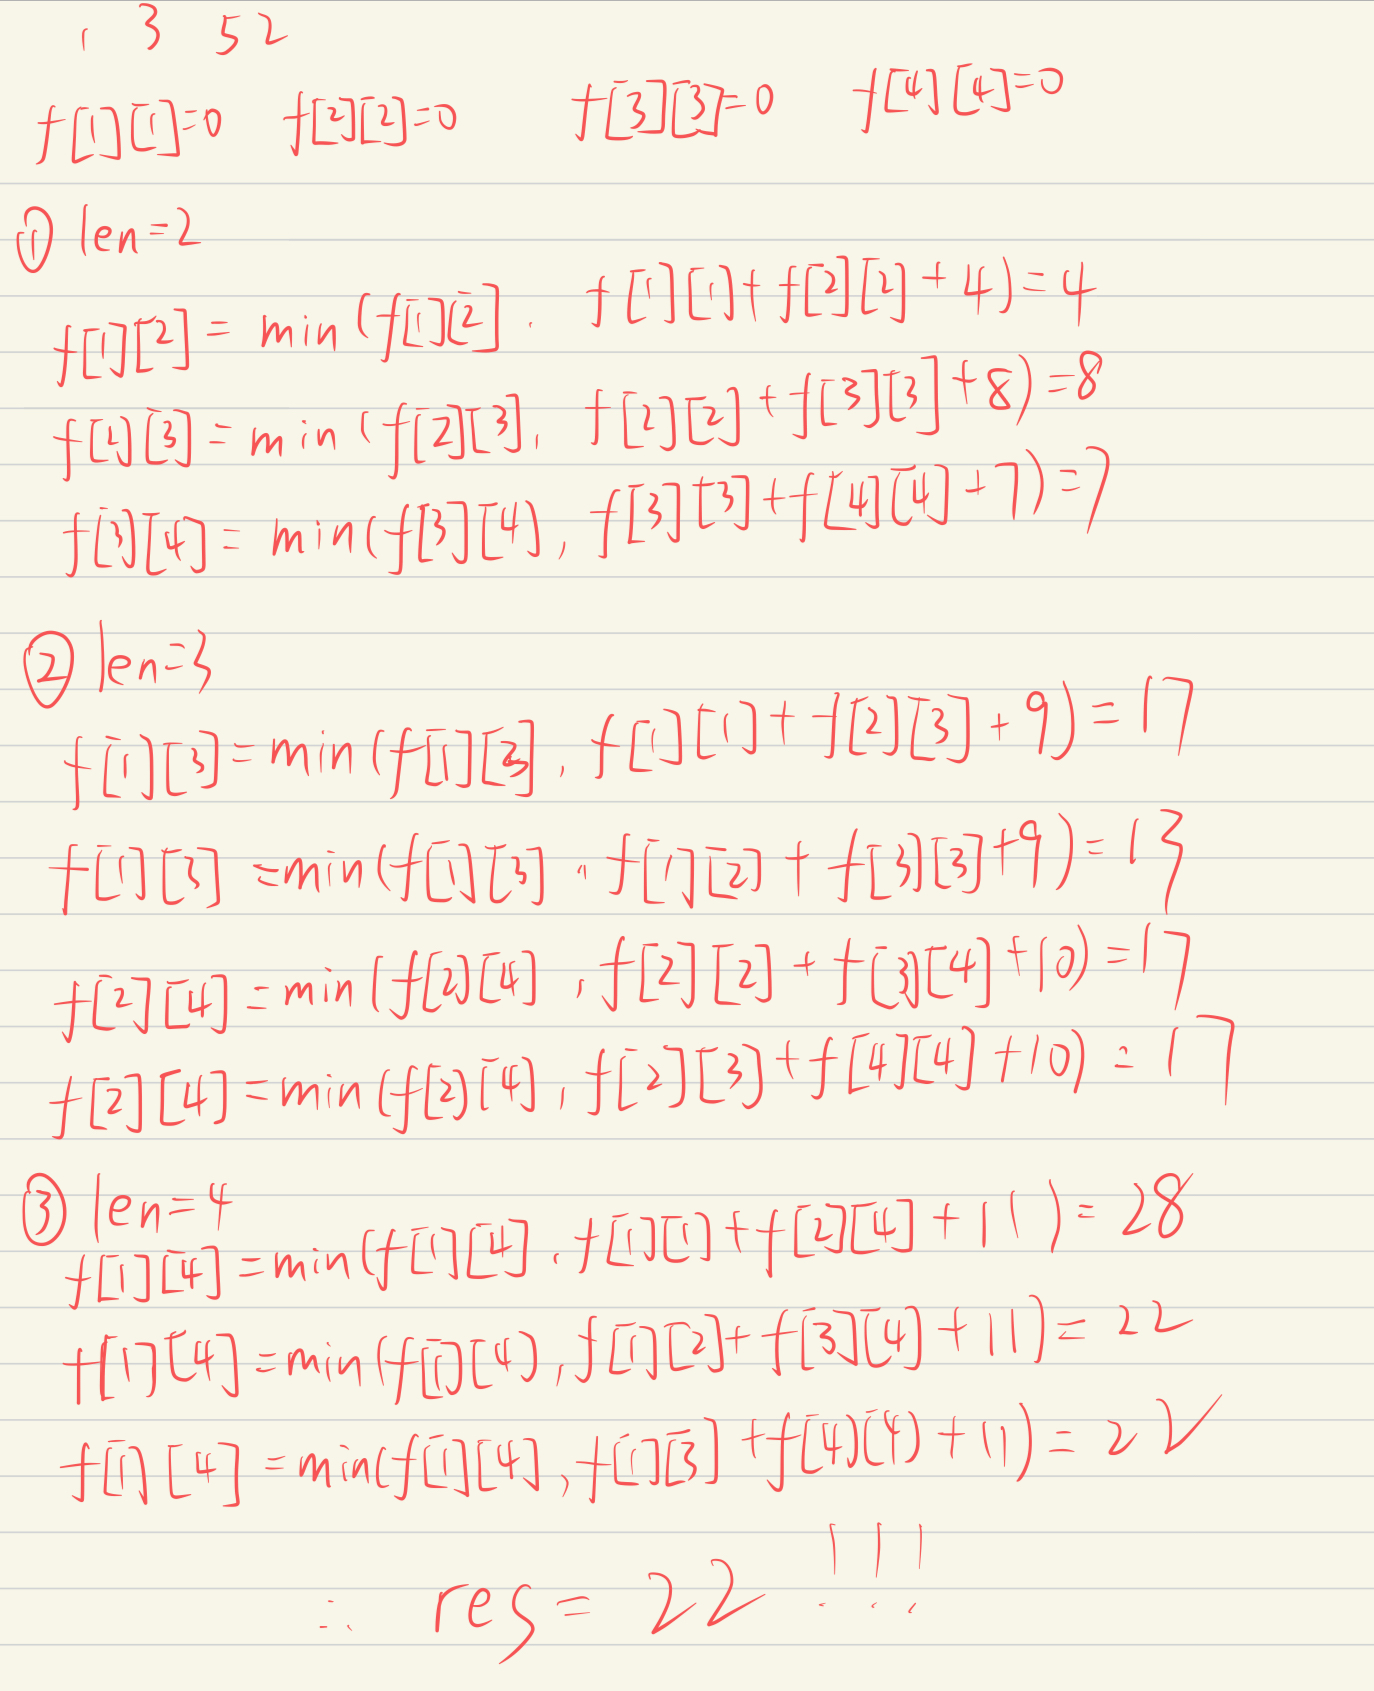 1 3 5 2
f[1][1]=0 f[2][2]=0 f[3][3]=0 f[4][4]=0
① len=2
f[1][2] = min(f[1][2], f[1][1]+f[2][2]+4)=4
f[2][3] = min(f[2][3], f[2][2]+f[3][3]+8)=8
f[3][4] = min(f[3][4], f[3][3]+f[4][4]+7)=7
② len=3
f[1][3]=min(f[1][3], f[1][1]+f[2][3]+9)=17
f[1][3]=min(f[1][3], f[1][2]+f[3][3]+9)=13
f[2][4]=min(f[2][4], f[2][2]+f[3][4]+10)=17
f[2][4]=min(f[2][4], f[2][3]+f[4][4]+10)=17
③ len=4
f[1][4]=min(f[1][4], f[1][1]+f[2][4]+11)=28
f[1][4]=min(f[1][4], f[1][2]+f[3][4]+11)=22
f[1][4]=min(f[1][4], f[1][3]+f[4][4]+11)=22
∴ res=22!!!